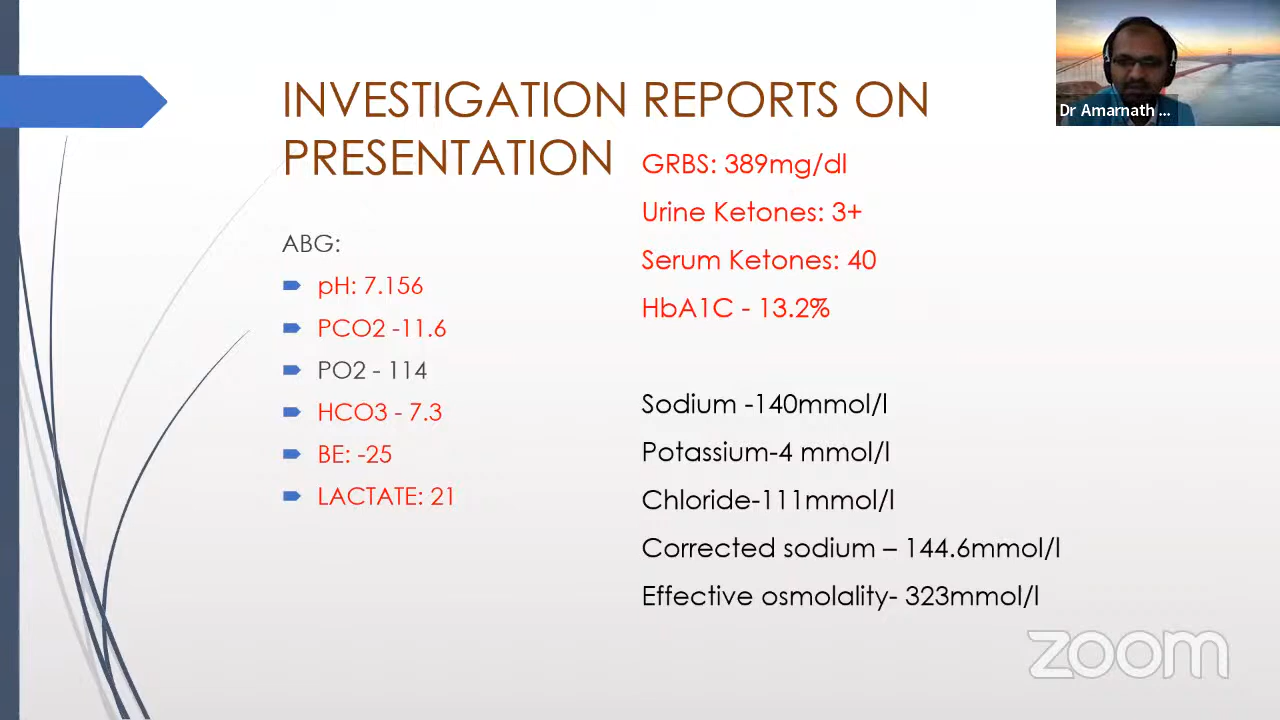 INVESTIGATION REPORTS ON
PRESENTATION
ABG:
pH: 7.156
PCO2 -11.6
PO2 - 114
HCO3 - 7.3
BE: -25
LACTATE: 21
GRBS: 389mg/dl
Urine Ketones: 3+
Serum Ketones: 40
HbA1C - 13.2%
Sodium -140mmol/l
Potassium-4 mmol/l
Chloride-111mmol/l
Corrected sodium – 144.6mmol/l
Effective osmolality- 323mmol/l
Dr Amarnath ...
zoom